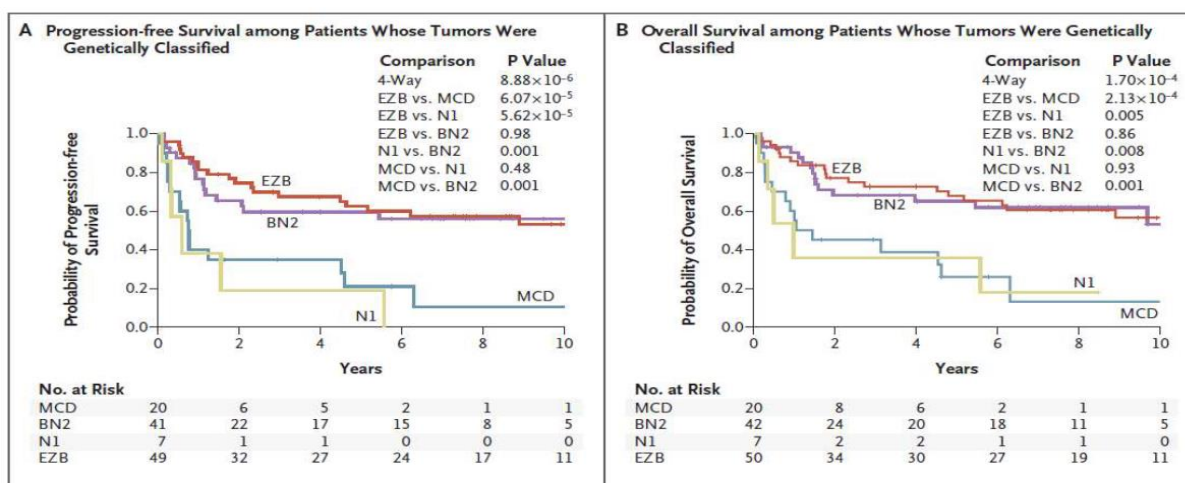 A Progression-free Survival among Patients Whose Tumors Were
Genetically Classified
Comparison P Value
4-Way 8.88×10⁻⁶
EZB vs. MCD 6.07×10⁻⁵
EZB vs. N1 5.62×10⁻⁵
EZB vs. BN2 0.98
N1 vs. BN2 0.001
MCD vs. N1 0.48
MCD vs. BN2 0.001
Probability of Progression-free
Survival
1.0
0.8
0.6
0.4
0.2
0.0
EZB
BN2
MCD
N1
0 2 4 6 8 10
Years
No. at Risk
MCD 20 6 5 2 1 1
BN2 41 22 17 15 8 5
N1 7 1 1 0 0 0
EZB 49 32 27 24 17 11
B Overall Survival among Patients Whose Tumors Were Genetically
Classified
Comparison P Value
4-Way 1.70×10⁻⁴
EZB vs. MCD 2.13×10⁻⁴
EZB vs. N1 0.005
EZB vs. BN2 0.86
N1 vs. BN2 0.008
MCD vs. N1 0.93
MCD vs. BN2 0.001
Probability of Overall Survival
1.0
0.8
0.6
0.4
0.2
0.0
EZB
BN2
N1
MCD
0 2 4 6 8 10
Years
No. at Risk
MCD 20 8 6 2 1 1
BN2 42 24 20 18 11 5
N1 7 2 2 1 1 0
EZB 50 34 30 27 19 11